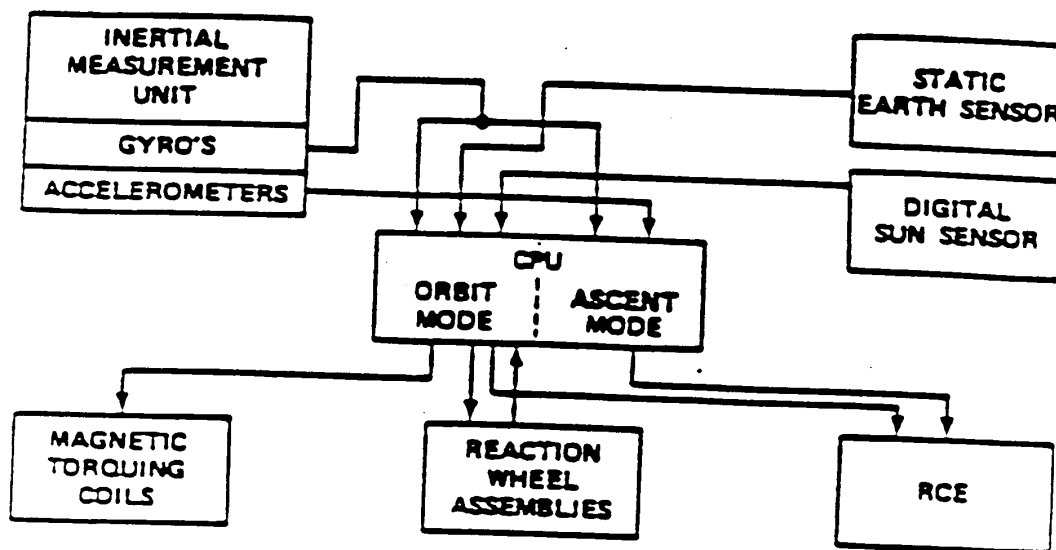 INERTIAL
MEASUREMENT
UNIT
GYRO'S
ACCELEROMETERS
STATIC
EARTH SENSOR
DIGITAL
SUN SENSOR
CPU
ORBIT
MODE
ASCENT
MODE
MAGNETIC
TORQUING
COILS
REACTION
WHEEL
ASSEMBLIES
RCE